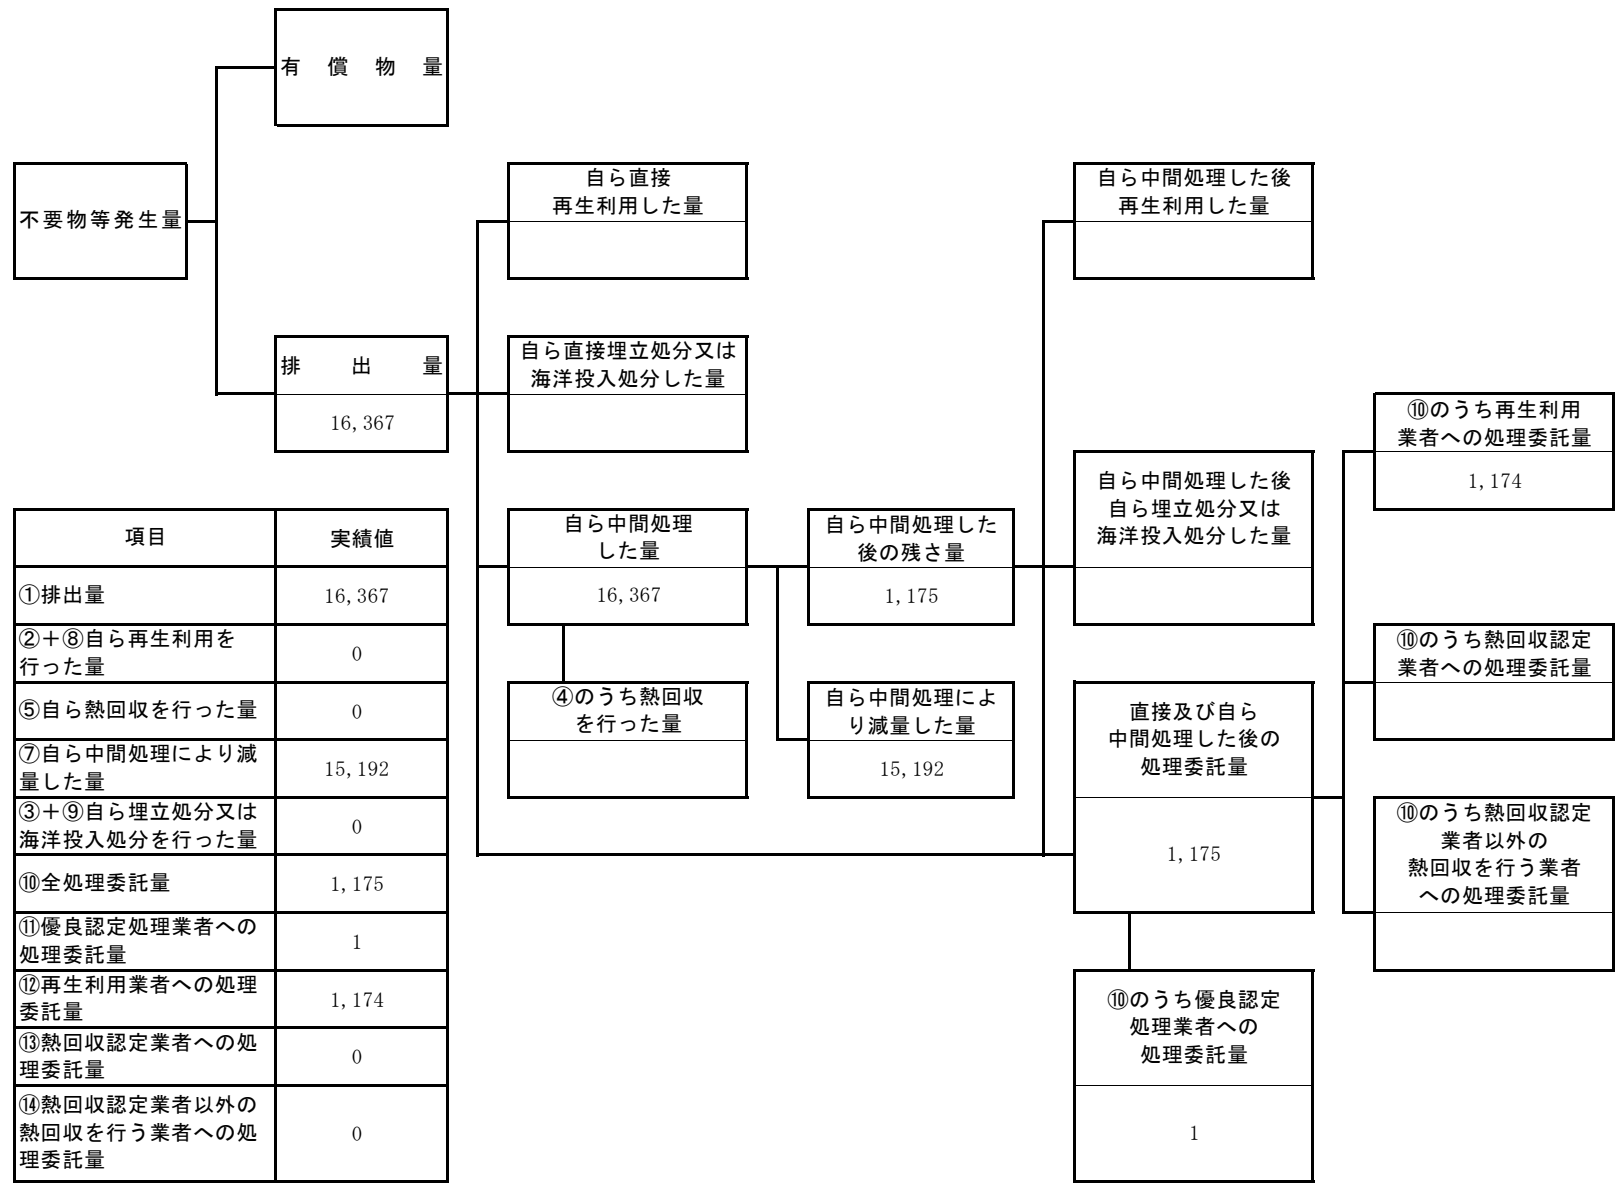 有　償　物　量
不要物等発生量
自ら直接
再生利用した量
自ら中間処理した後
再生利用した量
排　出　量
16,367
自ら直接埋立処分又は
海洋投入処分した量
⑩のうち再生利用
業者への処理委託量
1,174
自ら中間処理した後
自ら埋立処分又は
海洋投入処分した量
自ら中間処理
した量
16,367
自ら中間処理した
後の残さ量
1,175
④のうち熱回収
を行った量
自ら中間処理によ
り減量した量
15,192
直接及び自ら
中間処理した後の
処理委託量
1,175
⑩のうち熱回収認定
業者への処理委託量
⑩のうち熱回収認定
業者以外の
熱回収を行う業者
への処理委託量
⑩のうち優良認定
処理業者への
処理委託量
1
項目　実績値
①排出量　16,367
②＋⑧自ら再生利用を
行った量　0
⑤自ら熱回収を行った量　0
⑦自ら中間処理により減
量した量　15,192
③＋⑨自ら埋立処分又は
海洋投入処分を行った量　0
⑩全処理委託量　1,175
⑪優良認定処理業者への
処理委託量　1
⑫再生利用業者への処理
委託量　1,174
⑬熱回収認定業者への処
理委託量　0
⑭熱回収認定業者以外の
熱回収を行う業者への処
理委託量　0